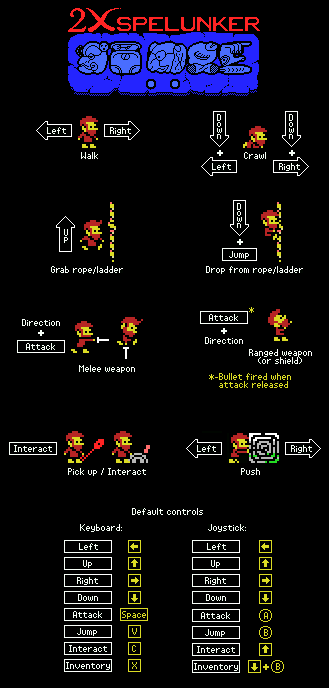 2X SPELUNKER
Left Right
Walk
Down Down
+ +
Left Right
Crawl
UP
Grab rope/ladder
Down
+
Jump
Drop from rope/ladder
Direction
+
Attack
Melee weapon
Attack *
+
Direction
Ranged weapon
(or shield)
*-Bullet fired when
attack released
Interact
Pick up / Interact
Left Right
Push
Default controls
Keyboard: Joystick:
Left ← Left ←
Up ↑ Up ↑
Right → Right →
Down ↓ Down ↓
Attack Space Attack A
Jump V Jump B
Interact C Interact ↑
Inventory X Inventory ↓+B